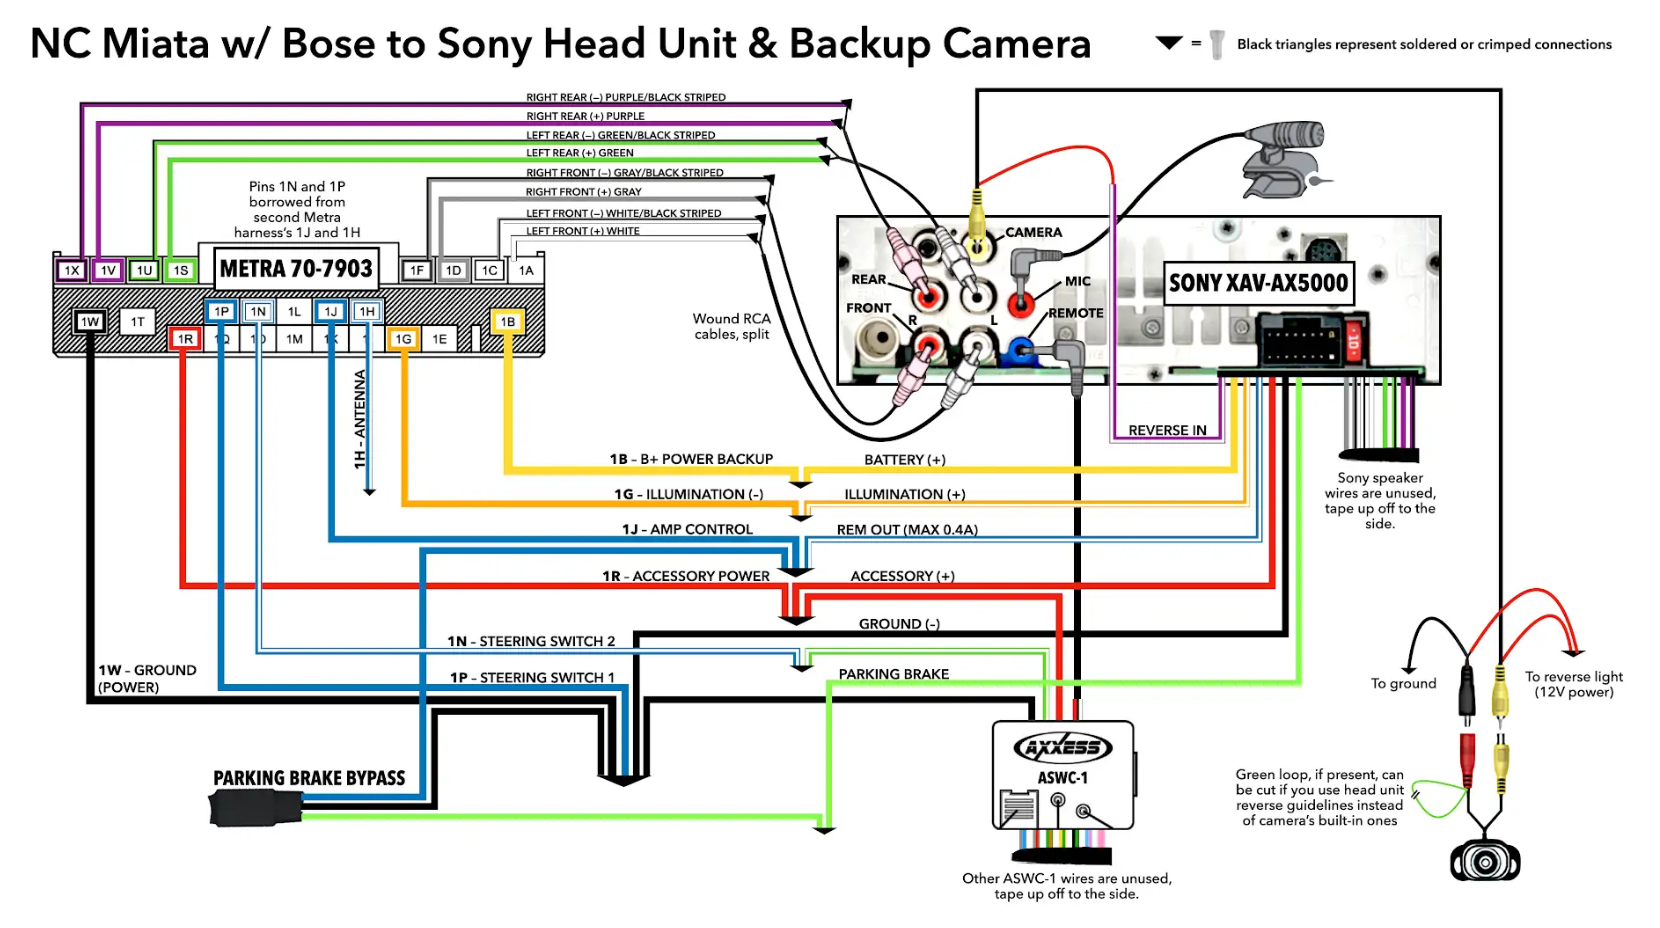 NC Miata w/ Bose to Sony Head Unit & Backup Camera
= Black triangles represent soldered or crimped connections
RIGHT REAR (–) PURPLE/BLACK STRIPED
RIGHT REAR (+) PURPLE
LEFT REAR (–) GREEN/BLACK STRIPED
LEFT REAR (+) GREEN
RIGHT FRONT (–) GRAY/BLACK STRIPED
RIGHT FRONT (+) GRAY
LEFT FRONT (–) WHITE/BLACK STRIPED
LEFT FRONT (+) WHITE
Pins 1N and 1P
borrowed from
second Metra
harness's 1J and 1H
1X 1V 1U 1S
METRA 70-7903
1F 1D 1C 1A
1W 1T 1P 1N 1L 1J 1H 1B
1R 1Q 1M 1K 1G 1E
CAMERA
REAR
MIC
FRONT
R
L
REMOTE
SONY XAV-AX5000
10
Wound RCA
cables, split
1H – ANTENNA
REVERSE IN
1B – B+ POWER BACKUP
BATTERY (+)
1G – ILLUMINATION (-)
ILLUMINATION (+)
1J – AMP CONTROL
REM OUT (MAX 0.4A)
1R – ACCESSORY POWER
ACCESSORY (+)
GROUND (-)
1N – STEERING SWITCH 2
1P – STEERING SWITCH 1
PARKING BRAKE
1W – GROUND
(POWER)
Sony speaker
wires are unused,
tape up off to the
side.
To ground
To reverse light
(12V power)
PARKING BRAKE BYPASS
AXXESS
ASWC-1
Green loop, if present, can
be cut if you use head unit
reverse guidelines instead
of camera's built-in ones
Other ASWC-1 wires are unused,
tape up off to the side.